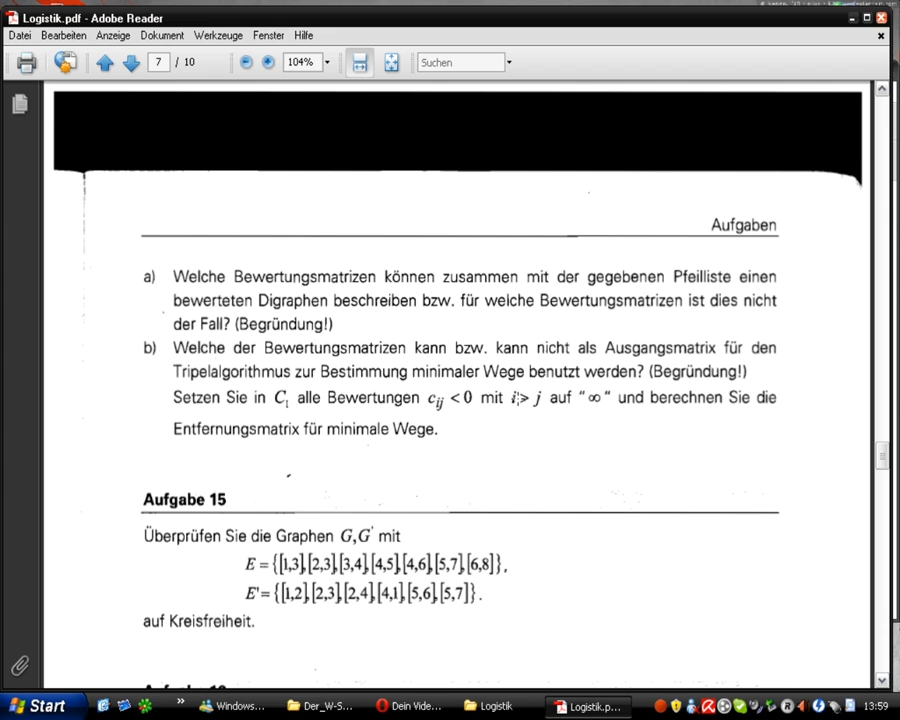 Logistik.pdf - Adobe Reader
Datei Bearbeiten Anzeige Dokument Werkzeuge Fenster Hilfe
7 / 10 104% Suchen
Aufgaben
a) Welche Bewertungsmatrizen können zusammen mit der gegebenen Pfeilliste einen
bewerteten Digraphen beschreiben bzw. für welche Bewertungsmatrizen ist dies nicht
der Fall? (Begründung!)
b) Welche der Bewertungsmatrizen kann bzw. kann nicht als Ausgangsmatrix für den
Tripelalgorithmus zur Bestimmung minimaler Wege benutzt werden? (Begründung!)
Setzen Sie in C₁ alle Bewertungen cᵢⱼ < 0 mit i > j auf "∞" und berechnen Sie die
Entfernungsmatrix für minimale Wege.
Aufgabe 15
Überprüfen Sie die Graphen G,G' mit
E = {[1,3],[2,3],[3,4],[4,5],[4,6],[5,7],[6,8]},
E'= {[1,2],[2,3],[2,4],[4,1],[5,6],[5,7]}.
auf Kreisfreiheit.
Start » Windows... Der_W-S... Dein Vide... Logistik Logistik.p... 13:59